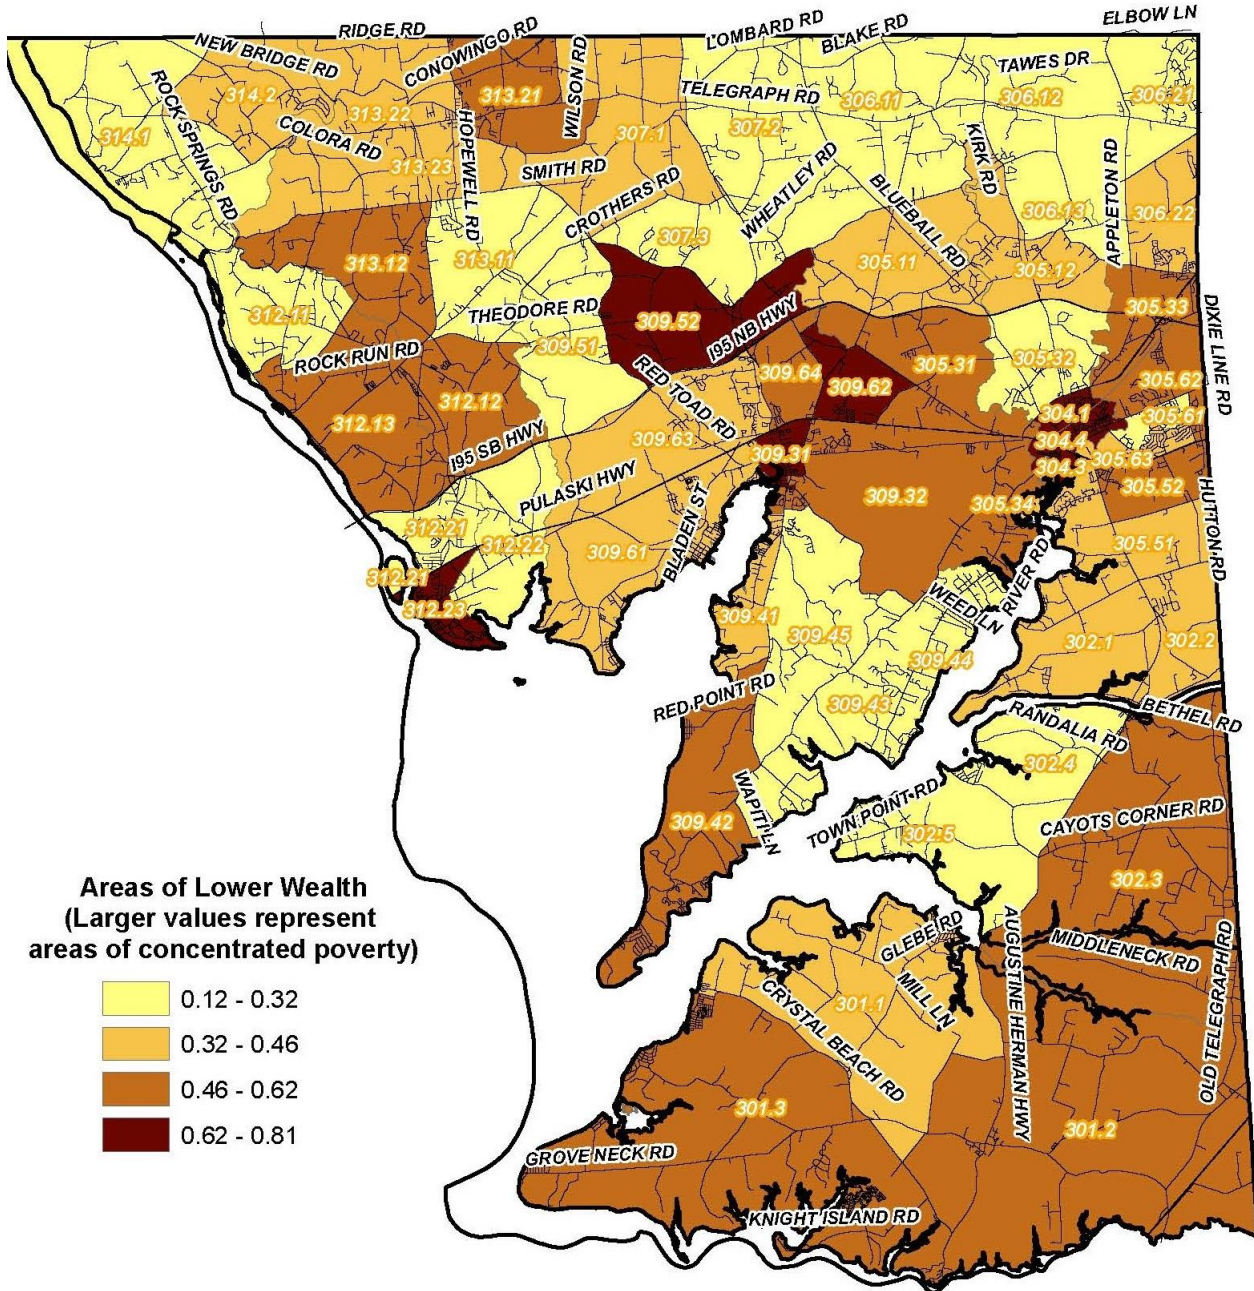 ELBOW LN
RIDGE RD
LOMBARD RD
BLAKE RD
NEW BRIDGE RD
CONOWINGO RD
WILSON RD
TAWES DR
ROCK SPRINGS RD
314.2
313.21
TELEGRAPH RD
306.11
306.12
306.21
314.1
313.22
COLORA RD
HOPEWELL RD
307.1
307.2
KIRK RD
313.23
SMITH RD
WHEATLEY RD
APPLETON RD
CROTHERS RD
BLUEBALL RD
306.13
306.22
307.3
313.12
313.11
305.11
305.12
312.11
THEODORE RD
309.52
I95 NB HWY
305.33
DIXIE LINE RD
ROCK RUN RD
309.51
RED TOAD RD
309.64
305.31
305.32
309.62
305.62
312.12
312.13
304.1
305.61
309.63
304.4
I95 SB HWY
309.31
304.3
305.63
PULASKI HWY
309.32
305.52
HUTTON RD
BLADEN ST
305.34
312.21
312.22
309.61
RIVER RD
305.51
312.21
WEED LN
312.23
309.41
309.45
302.1
302.2
309.44
RED POINT RD
309.43
BETHEL RD
RANDALIA RD
302.4
WAPITI LN
TOWN POINT RD
309.42
302.5
CAYOTS CORNER RD
302.3
Areas of Lower Wealth
(Larger values represent
areas of concentrated poverty)
0.12 - 0.32
0.32 - 0.46
0.46 - 0.62
0.62 - 0.81
GLEBE RD
AUGUSTINE HERMAN HWY
MIDDLENECK RD
OLD TELEGRAPH RD
CRYSTAL BEACH RD
301.1
MILL LN
301.3
301.2
GROVE NECK RD
KNIGHT ISLAND RD